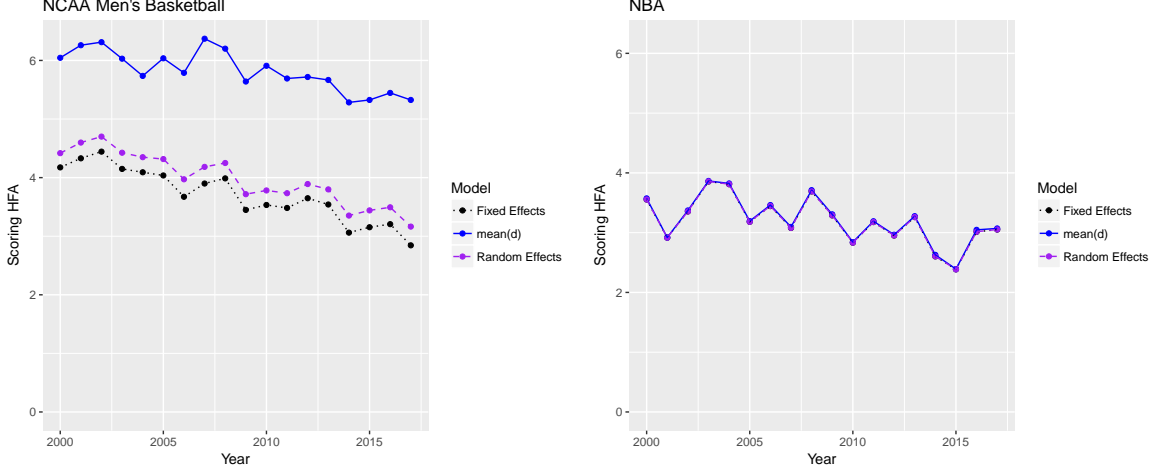 NCAA Men's Basketball
6
4
2
0
2000
2005
2010
2015
Year
Scoring HFA
Model
Fixed Effects
mean(d)
Random Effects
NBA
6
4
2
0
2000
2005
2010
2015
Year
Scoring HFA
Model
Fixed Effects
mean(d)
Random Effects